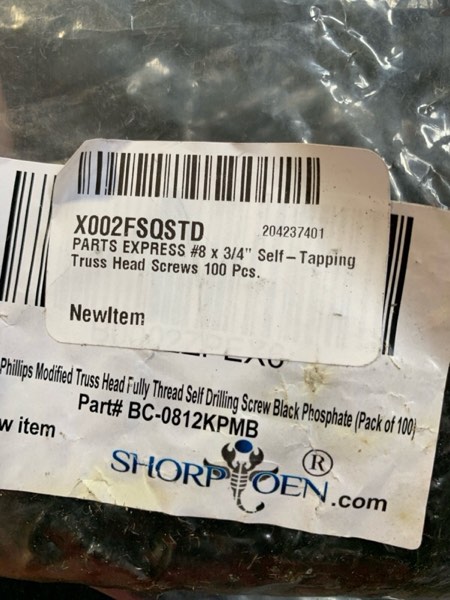 X002FSQSTD 204237401
PARTS EXPRESS #8 x 3/4" Self-Tapping
Truss Head Screws 100 Pcs.
NewItem
Phillips Modified Truss Head Fully Thread Self Drilling Screw Black Phosphate (Pack of 100)
Part# BC-0812KPMB
w item
SHORPIOEN®.com